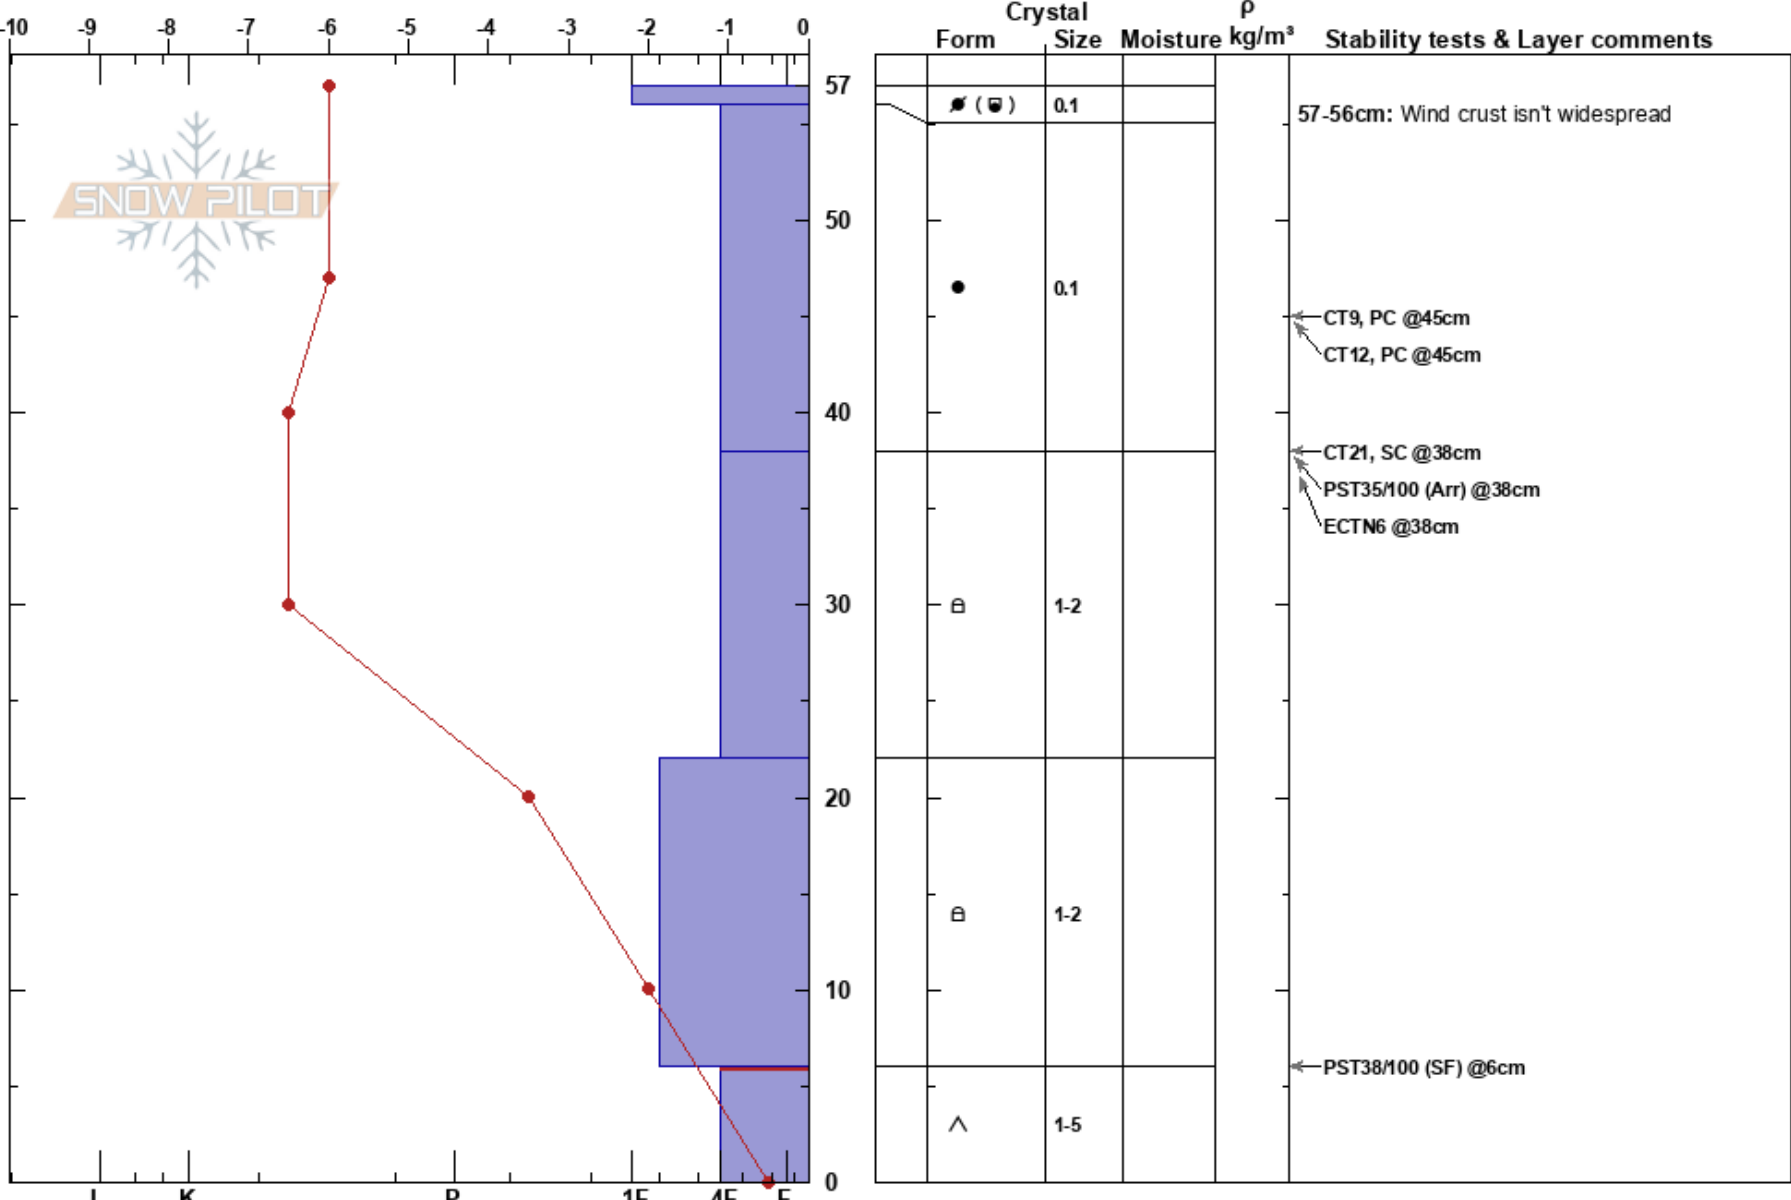 Crystal ρ
-10 -9 -8 -7 -6 -5 -4 -3 -2 -1 0 Form Size Moisture kg/m³ Stability tests & Layer comments
57
0.1
57-56cm: Wind crust isn't widespread
SNOW PILOT
50
0.1
CT9, PC @45cm
CT12, PC @45cm
40
CT21, SC @38cm
PST35/100 (Arr) @38cm
ECTN6 @38cm
30 1-2
20
1-2
10
PST38/100 (SF) @6cm
1-5
0
I K P 1F 4F F